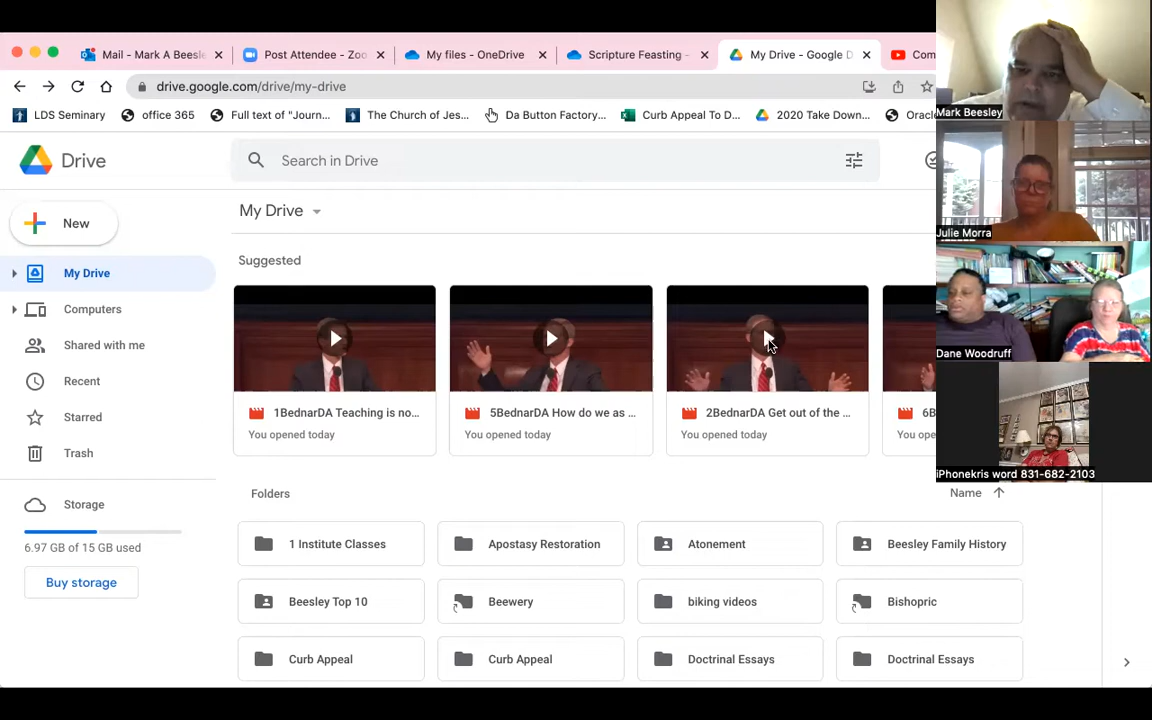 Mail - Mark A Beesle
Post Attendee - Zoo
My files - OneDrive
Scripture Feasting -
My Drive - Google D
Com
drive.google.com/drive/my-drive
LDS Seminary
office 365
Full text of "Journ...
The Church of Jes...
Da Button Factory...
Curb Appeal To D...
2020 Take Down...
Oracle
Drive
Search in Drive
New
My Drive
Computers
Shared with me
Recent
Starred
Trash
Storage
6.97 GB of 15 GB used
Buy storage
My Drive
Suggested
1BednarDA Teaching is no...
You opened today
5BednarDA How do we as ...
You opened today
2BednarDA Get out of the ...
You opened today
6B
You ope
Folders
Name
1 Institute Classes
Apostasy Restoration
Atonement
Beesley Family History
Beesley Top 10
Beewery
biking videos
Bishopric
Curb Appeal
Curb Appeal
Doctrinal Essays
Doctrinal Essays
Mark Beesley
Julie Morra
Dane Woodruff
iPhonekris word 831-682-2103